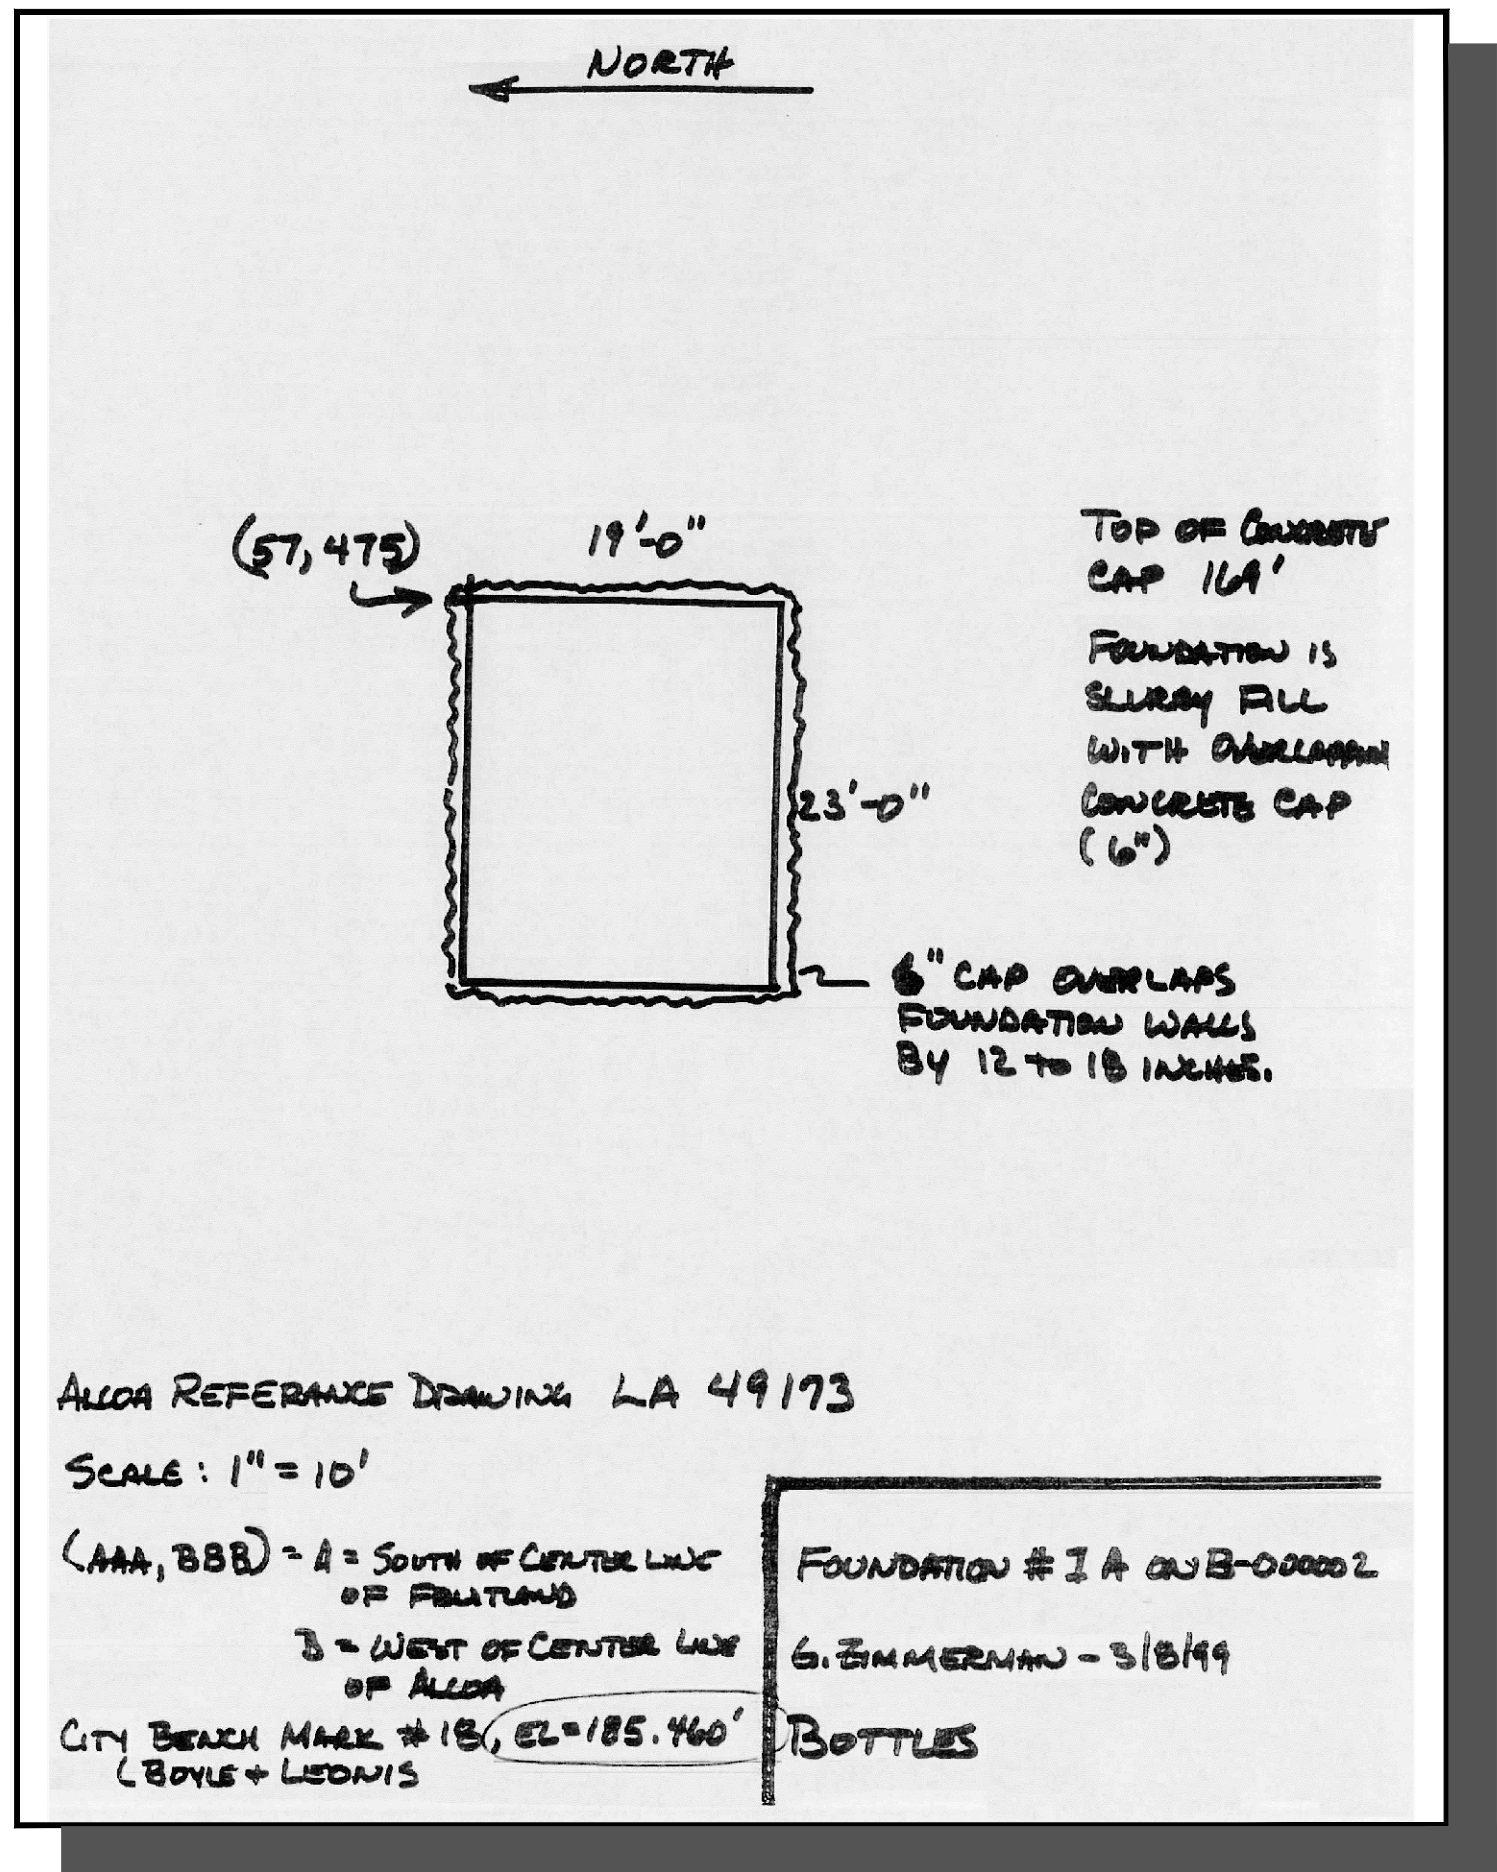 NORTH
(57, 475)
19'-0"
TOP OF CONCRETE
CAP 169'
FOUNDATION IS
SLURRY FILL
WITH OVERLAPPIN
CONCRETE CAP
(6")
23'-0"
6" CAP OVERLAPS
FOUNDATION WALLS
BY 12 TO 18 INCHES.
ALCOA REFERANCE DRAWING LA 49173
SCALE: 1" = 10'
(AAA, BBB) = A = SOUTH OF CENTER LINE
OF FRUITLAND
B = WEST OF CENTER LINE
OF ALCOA
CITY BENCH MARK # 18, EL=185.460'
(BOYLE + LEONIS
FOUNDATION # 1 A ON B-000002
G. ZIMMERMAN - 3/8/99
BOTTLES